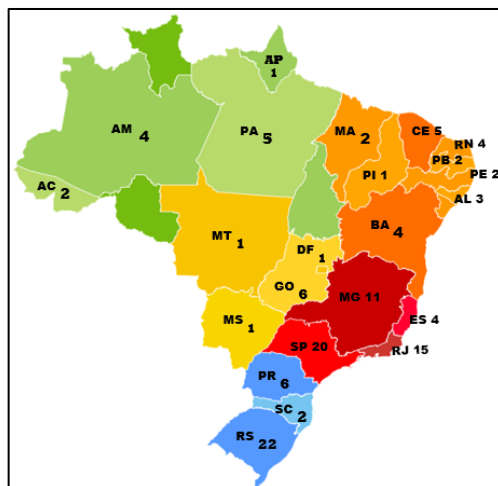 AP
1
AM
4
PA
5
MA 2
CE 5
RN 4
PB 2
PE 2
PI 1
AL 3
AC 2
BA
4
MT 1
DF
1
GO
6
MG 11
ES 4
MS 1
SP 20
RJ 15
PR
6
SC
2
RS
22